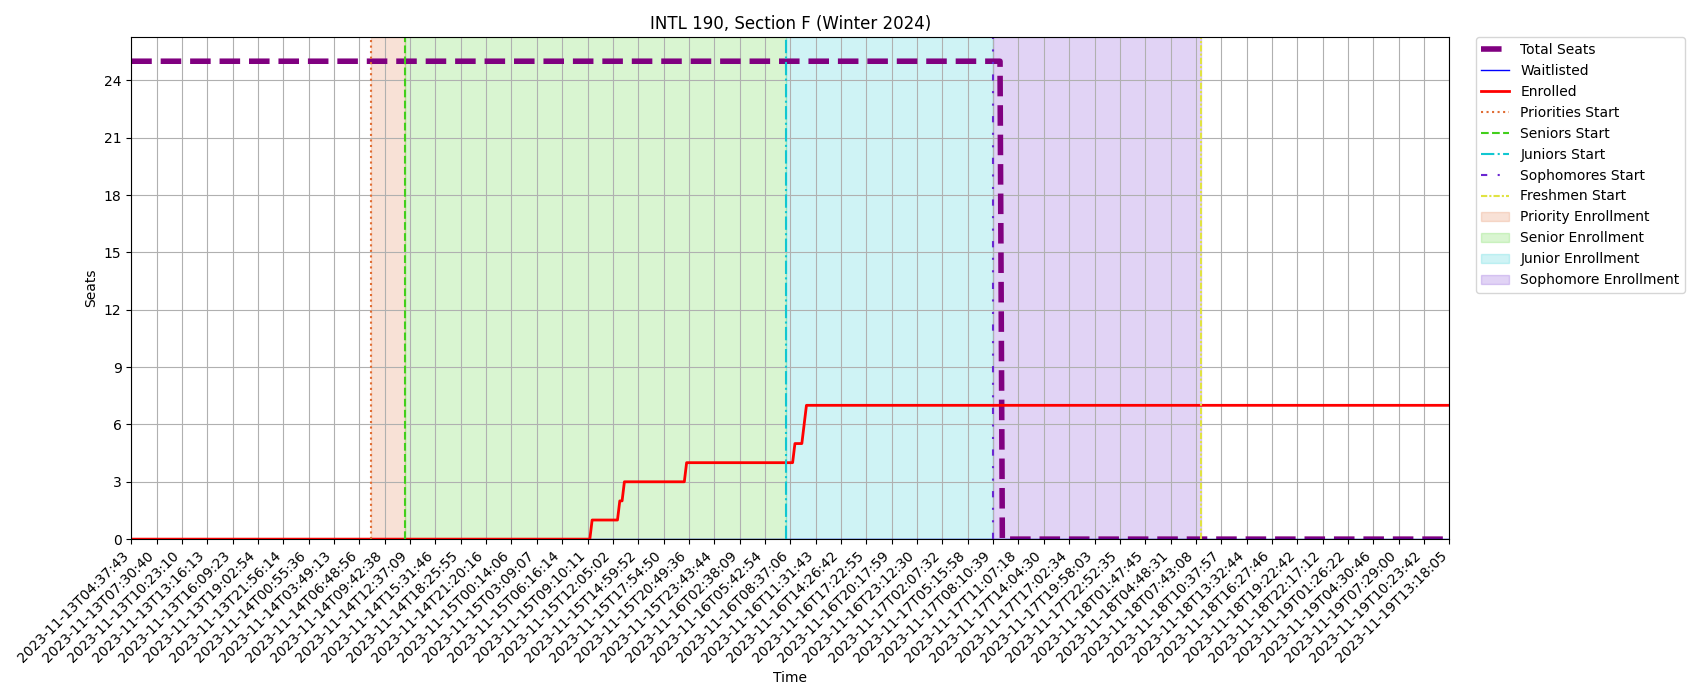 INTL 190, Section F (Winter 2024)
Total Seats
Waitlisted
Enrolled
Priorities Start
Seniors Start
Juniors Start
Sophomores Start
Freshmen Start
Priority Enrollment
Senior Enrollment
Junior Enrollment
Sophomore Enrollment
Seats
24
21
18
15
12
9
6
3
0
2023-11-13T04:37:43
2023-11-13T07:30:40
2023-11-13T10:23:10
2023-11-13T13:16:13
2023-11-13T16:09:23
2023-11-13T19:02:54
2023-11-13T21:56:14
2023-11-14T00:55:36
2023-11-14T03:49:13
2023-11-14T06:48:56
2023-11-14T09:42:38
2023-11-14T12:37:09
2023-11-14T15:31:46
2023-11-14T18:25:55
2023-11-14T21:20:16
2023-11-15T00:14:06
2023-11-15T03:09:07
2023-11-15T06:16:14
2023-11-15T09:10:11
2023-11-15T12:05:02
2023-11-15T14:59:52
2023-11-15T17:54:50
2023-11-15T20:49:36
2023-11-15T23:43:44
2023-11-16T02:38:09
2023-11-16T05:42:54
2023-11-16T08:37:06
2023-11-16T11:31:43
2023-11-16T14:26:42
2023-11-16T17:22:55
2023-11-16T20:17:59
2023-11-16T23:12:30
2023-11-17T02:07:32
2023-11-17T05:15:58
2023-11-17T08:10:39
2023-11-17T11:07:18
2023-11-17T14:04:30
2023-11-17T17:02:34
2023-11-17T19:58:03
2023-11-17T22:52:35
2023-11-18T01:47:45
2023-11-18T04:48:31
2023-11-18T07:43:08
2023-11-18T10:37:57
2023-11-18T13:32:44
2023-11-18T16:27:46
2023-11-18T19:22:42
2023-11-18T22:17:12
2023-11-19T01:26:22
2023-11-19T04:30:46
2023-11-19T07:29:00
2023-11-19T10:23:42
2023-11-19T13:18:05
Time